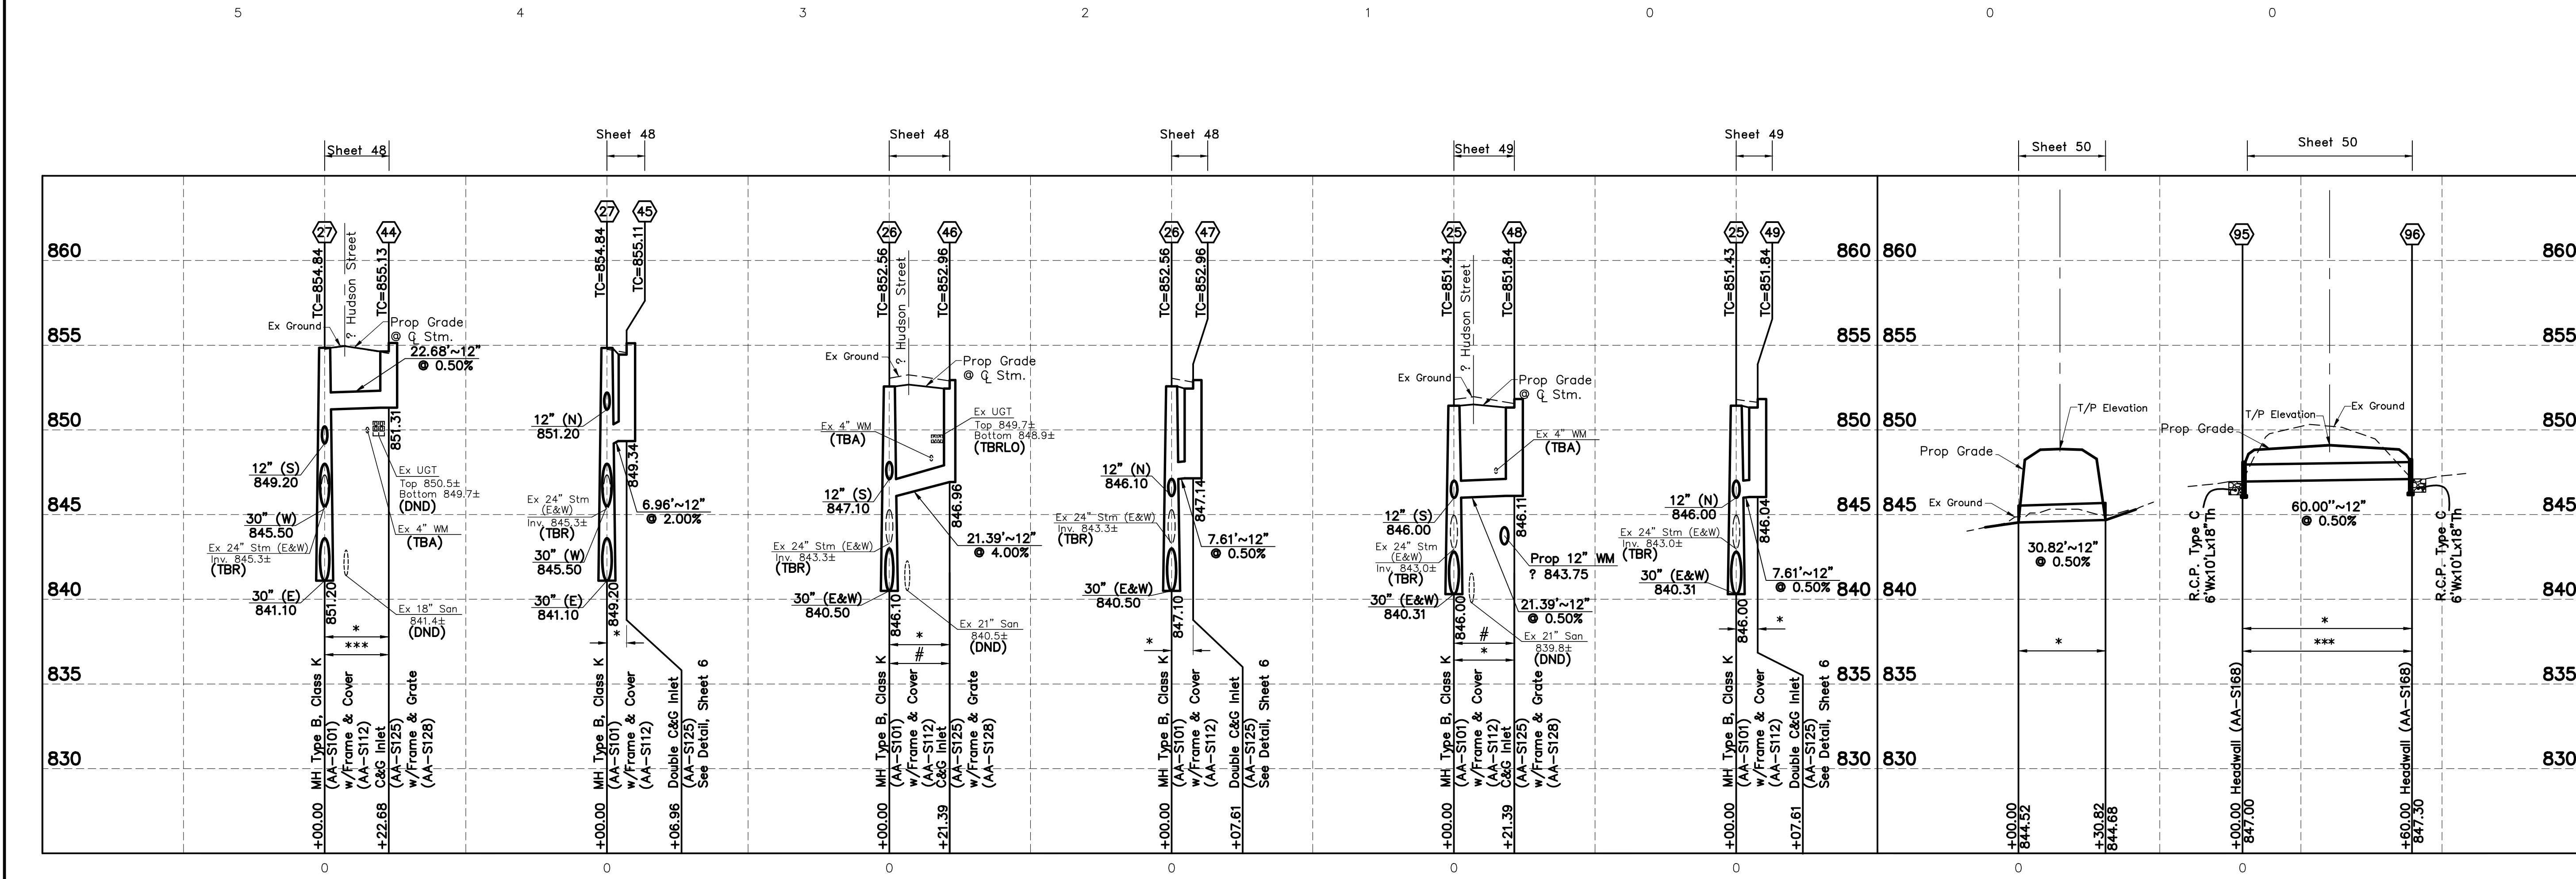 5 4 3 2 1 0 0 0
Sheet 48
Sheet 48
Sheet 48
Sheet 48
Sheet 49
Sheet 49
Sheet 50
Sheet 50
860
855
850
845
840
835
830
27
44
TC=854.84
? Hudson Street
TC=855.13
Ex Ground
Prop Grade
@ ℄ Stm.
22.68'~12"
@ 0.50%
851.31
12" (S)
849.20
Ex UGT
Top 850.5±
Bottom 849.7±
(DND)
30" (W)
845.50
Ex 4" WM
(TBA)
Ex 24" Stm (E&W)
Inv. 845.3±
(TBR)
30" (E)
841.10
851.20
Ex 18" San
841.4±
(DND)
*
***
+00.00 MH Type B, Class K
(AA-S101)
w/Frame & Cover
(AA-S112)
+22.68 C&G Inlet
(AA-S125)
w/Frame & Grate
(AA-S128)
0
27
45
TC=854.84
TC=855.11
12" (N)
851.20
849.34
Ex 24" Stm
(E&W)
Inv. 845.3±
(TBR)
6.96'~12"
@ 2.00%
30" (W)
845.50
30" (E)
841.10
849.20
*
+00.00 MH Type B, Class K
(AA-S101)
w/Frame & Cover
(AA-S112)
+06.96 Double C&G Inlet
(AA-S125)
See Detail, Sheet 6
0
26
46
TC=852.56
? Hudson Street
TC=852.96
Ex Ground
Prop Grade
@ ℄ Stm.
Ex 4" WM
(TBA)
Ex UGT
Top 849.7±
Bottom 848.9±
(TBRLO)
12" (S)
847.10
846.96
Ex 24" Stm (E&W)
Inv. 843.3±
(TBR)
21.39'~12"
@ 4.00%
30" (E&W)
840.50
846.10
Ex 21" San
840.5±
(DND)
*
#
+00.00 MH Type B, Class K
(AA-S101)
w/Frame & Cover
(AA-S112)
+21.39 C&G Inlet
(AA-S125)
w/Frame & Grate
(AA-S128)
0
26
47
TC=852.56
TC=852.96
12" (N)
846.10
847.14
Ex 24" Stm (E&W)
Inv. 843.3±
(TBR)
7.61'~12"
@ 0.50%
30" (E&W)
840.50
847.10
*
+00.00 MH Type B, Class K
(AA-S101)
w/Frame & Cover
(AA-S112)
+07.61 Double C&G Inlet
(AA-S125)
See Detail, Sheet 6
0
25
48
TC=851.43
? Hudson Street
TC=851.84
Ex Ground
Prop Grade
@ ℄ Stm.
Ex 4" WM
(TBA)
12" (S)
846.00
846.11
Ex 24" Stm
(E&W)
Inv. 843.0±
(TBR)
Prop 12" WM
? 843.75
30" (E&W)
840.31
846.00
21.39'~12"
@ 0.50%
Ex 21" San
839.8±
(DND)
#
*
+00.00 MH Type B, Class K
(AA-S101)
w/Frame & Cover
(AA-S112)
+21.39 C&G Inlet
(AA-S125)
w/Frame & Grate
(AA-S128)
0
25
49
TC=851.43
TC=851.84
12" (N)
846.00
846.04
Ex 24" Stm (E&W)
Inv. 843.0±
(TBR)
30" (E&W)
840.31
7.61'~12"
@ 0.50%
846.00
*
+00.00 MH Type B, Class K
(AA-S101)
w/Frame & Cover
(AA-S112)
+07.61 Double C&G Inlet
(AA-S125)
See Detail, Sheet 6
0
860 860
855 855
850 850
845 845
840 840
835 835
830 830
T/P Elevation
Prop Grade
Ex Ground
30.82'~12"
@ 0.50%
*
+00.00
844.52
+30.82
844.68
0
95
96
T/P Elevation
Ex Ground
Prop Grade
R.C.P. Type C
6'Wx10'Lx18"Th
60.00''~12"
@ 0.50%
R.C.P. Type C
6'Wx10'Lx18"Th
*
***
+00.00 Headwall (AA-S168)
847.00
+60.00 Headwall (AA-S168)
847.30
0
860
855
850
845
840
835
830